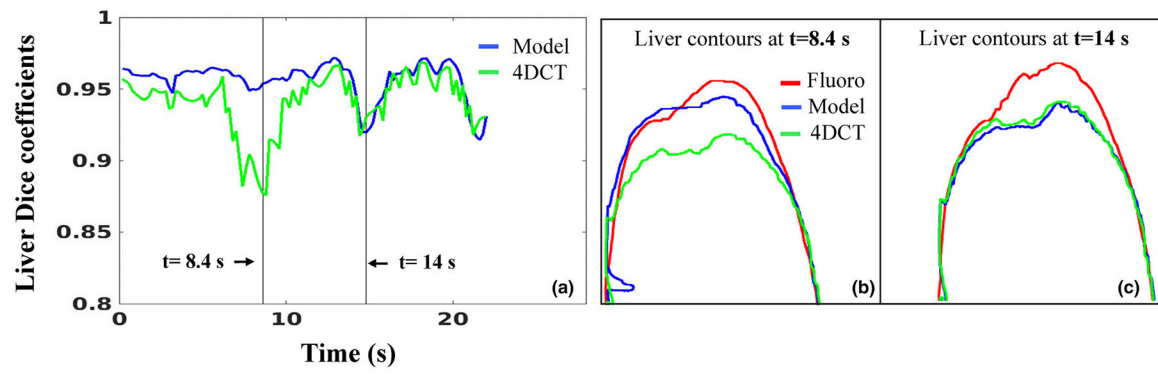 Liver Dice coefficients
1
0.95
0.9
0.85
0.8
Model
4DCT
t= 8.4 s
t= 14 s
(a)
0
10
20
Time (s)
Liver contours at t=8.4 s
Fluoro
Model
4DCT
(b)
Liver contours at t=14 s
(c)